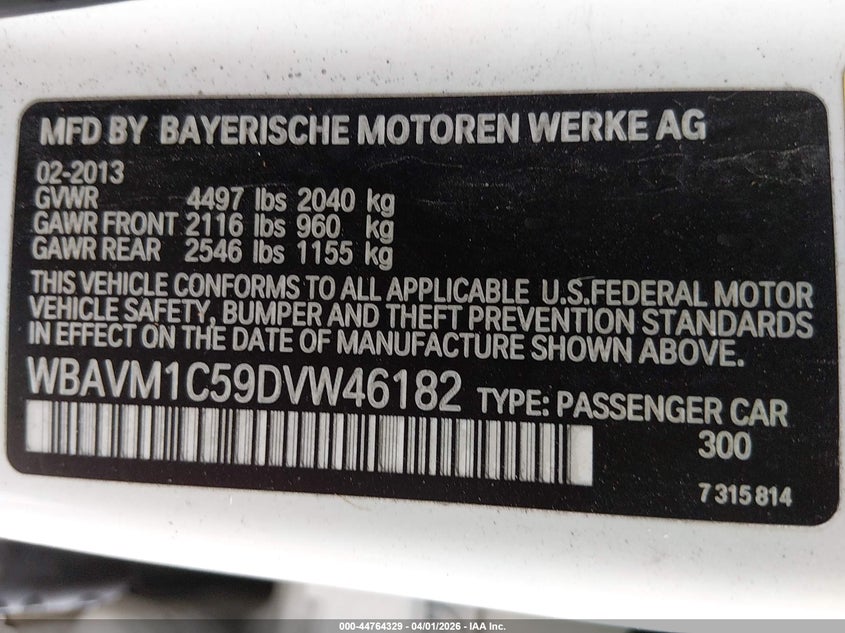 MFD BY BAYERISCHE MOTOREN WERKE AG
02-2013
GVWR 4497 lbs 2040 kg
GAWR FRONT 2116 lbs 960 kg
GAWR REAR 2546 lbs 1155 kg
THIS VEHICLE CONFORMS TO ALL APPLICABLE U.S.FEDERAL MOTOR
VEHICLE SAFETY, BUMPER AND THEFT PREVENTION STANDARDS
IN EFFECT ON THE DATE OF MANUFACTURE SHOWN ABOVE.
WBAVM1C59DVW46182 TYPE: PASSENGER CAR
300
7 315 814
000-44764329 04/01/2026 - IAA Inc.